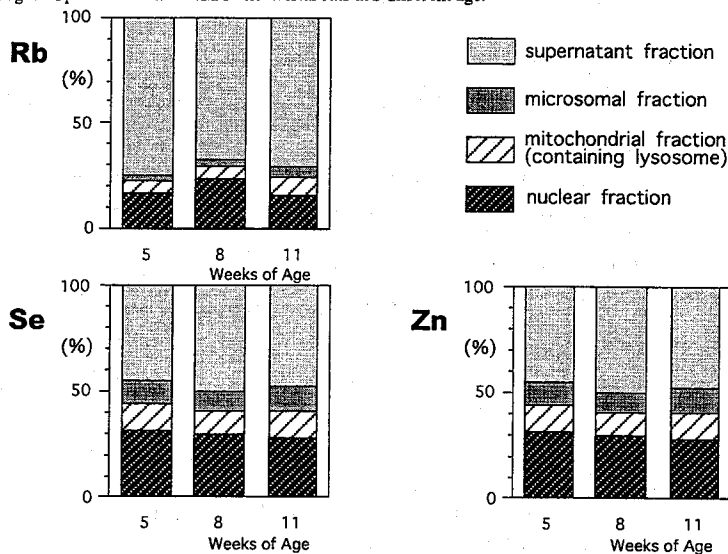 Rb
(%)
100
50
0
5 8 11
Weeks of Age
supernatant fraction
microsomal fraction
mitochondrial fraction
(containing lysosome)
nuclear fraction
Se
(%)
100
50
0
5 8 11
Weeks of Age
Zn
(%)
100
50
0
5 8 11
Weeks of Age